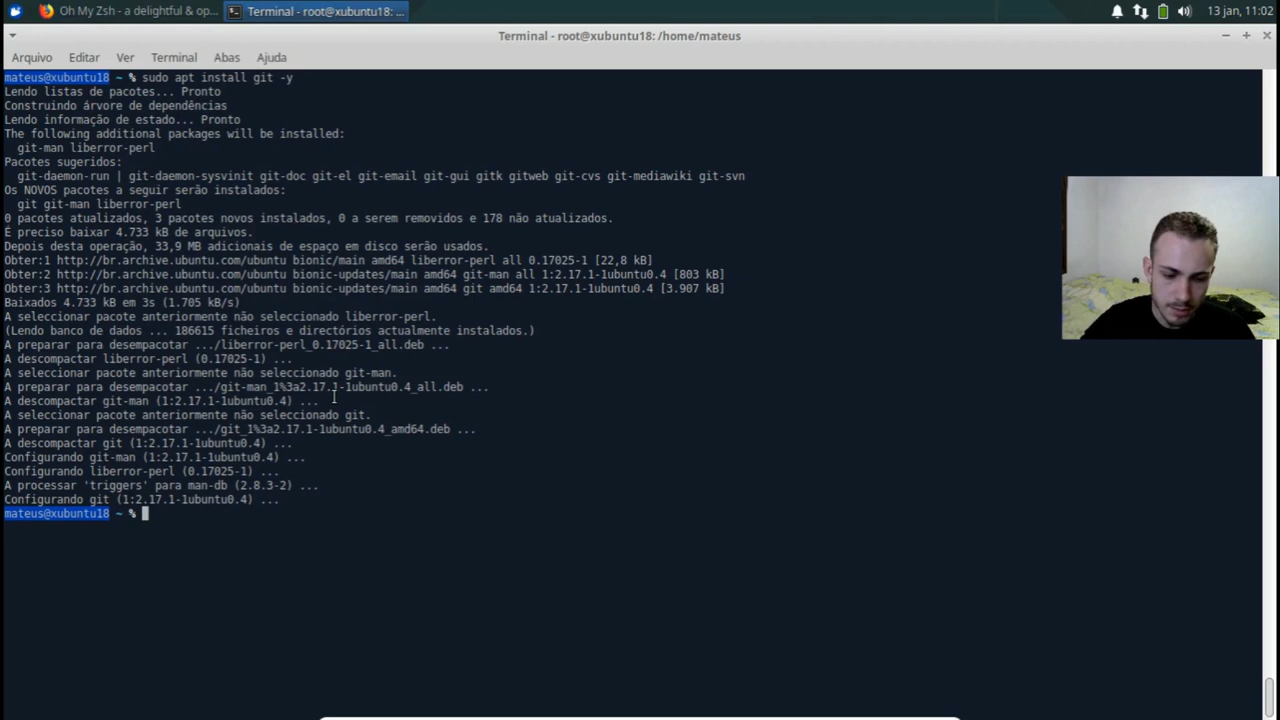 Oh My Zsh - a delightful & op...
Terminal - root@xubuntu18: ...
13 jan, 11:02
Terminal - root@xubuntu18: /home/mateus
Arquivo Editar Ver Terminal Abas Ajuda
mateus@xubuntu18 ~ % sudo apt install git -y
Lendo listas de pacotes... Pronto
Construindo árvore de dependências
Lendo informação de estado... Pronto
The following additional packages will be installed:
git-man liberror-perl
Pacotes sugeridos:
git-daemon-run | git-daemon-sysvinit git-doc git-el git-email git-gui gitk gitweb git-cvs git-mediawiki git-svn
Os NOVOS pacotes a seguir serão instalados:
git git-man liberror-perl
0 pacotes atualizados, 3 pacotes novos instalados, 0 a serem removidos e 178 não atualizados.
É preciso baixar 4.733 kB de arquivos.
Depois desta operação, 33,9 MB adicionais de espaço em disco serão usados.
Obter:1 http://br.archive.ubuntu.com/ubuntu bionic/main amd64 liberror-perl all 0.17025-1 [22,8 kB]
Obter:2 http://br.archive.ubuntu.com/ubuntu bionic-updates/main amd64 git-man all 1:2.17.1-1ubuntu0.4 [803 kB]
Obter:3 http://br.archive.ubuntu.com/ubuntu bionic-updates/main amd64 git amd64 1:2.17.1-1ubuntu0.4 [3.907 kB]
Baixados 4.733 kB em 3s (1.705 kB/s)
A seleccionar pacote anteriormente não seleccionado liberror-perl.
(Lendo banco de dados ... 186615 ficheiros e directórios actualmente instalados.)
A preparar para desempacotar .../liberror-perl_0.17025-1_all.deb ...
A descompactar liberror-perl (0.17025-1) ...
A seleccionar pacote anteriormente não seleccionado git-man.
A preparar para desempacotar .../git-man_1%3a2.17.1-1ubuntu0.4_all.deb ...
A descompactar git-man (1:2.17.1-1ubuntu0.4) ...
A seleccionar pacote anteriormente não seleccionado git.
A preparar para desempacotar .../git_1%3a2.17.1-1ubuntu0.4_amd64.deb ...
A descompactar git (1:2.17.1-1ubuntu0.4) ...
Configurando git-man (1:2.17.1-1ubuntu0.4) ...
Configurando liberror-perl (0.17025-1) ...
A processar 'triggers' para man-db (2.8.3-2) ...
Configurando git (1:2.17.1-1ubuntu0.4) ...
mateus@xubuntu18 ~ %